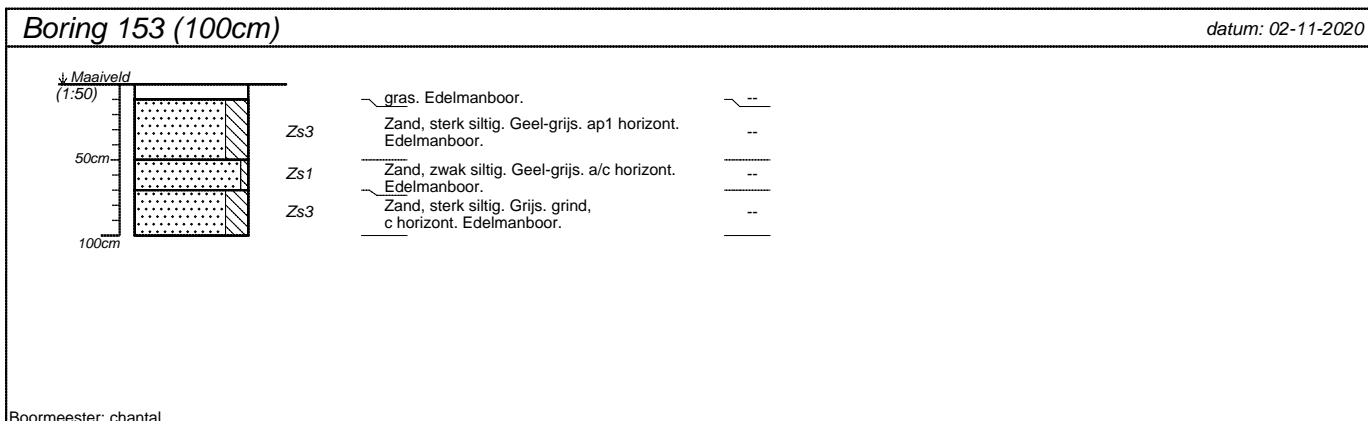 Boring 153 (100cm)
datum: 02-11-2020
Maaiveld
(1:50)
gras. Edelmanboor.
--
Zs3
Zand, sterk siltig. Geel-grijs. ap1 horizont.
Edelmanboor.
--
50cm
Zs1
Zand, zwak siltig. Geel-grijs. a/c horizont.
Edelmanboor.
--
Zs3
Zand, sterk siltig. Grijs. grind,
c horizont. Edelmanboor.
--
100cm
Boormeester: chantal